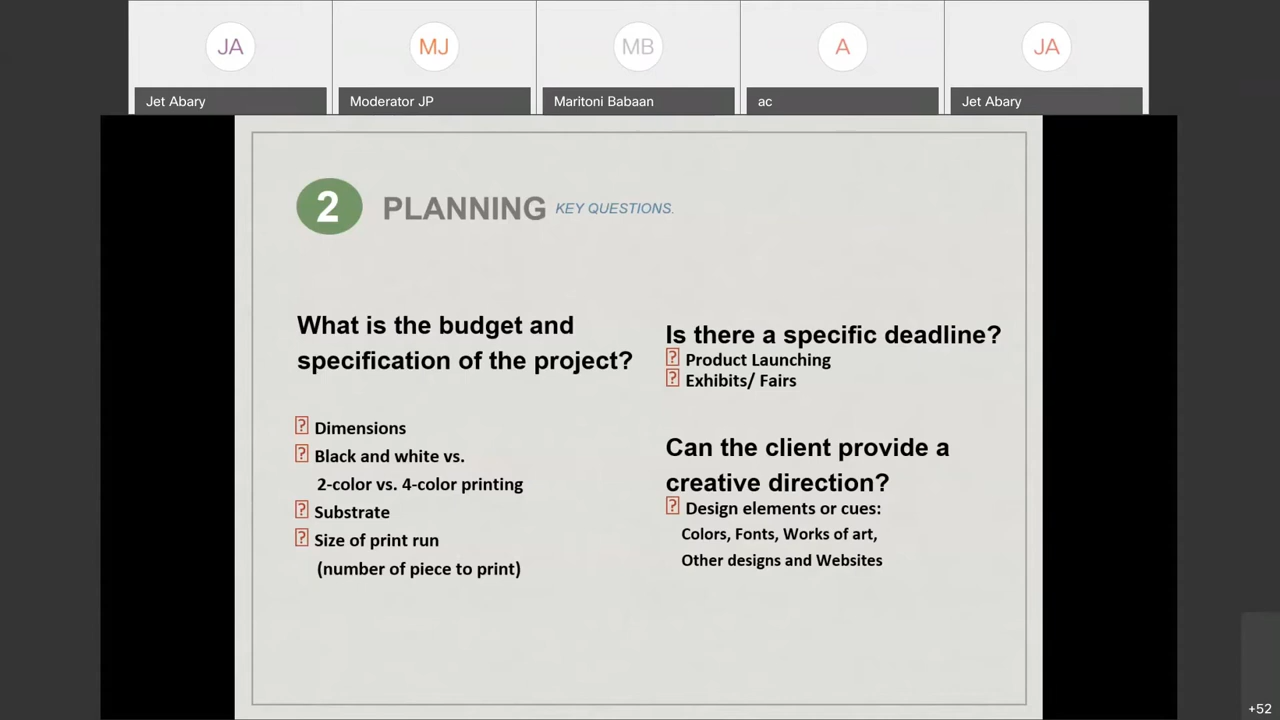 JA
MJ
MB
A
JA
Jet Abary
Moderator JP
Maritoni Babaan
ac
Jet Abary
2
PLANNING KEY QUESTIONS.
What is the budget and
specification of the project?
Dimensions
Black and white vs.
2-color vs. 4-color printing
Substrate
Size of print run
(number of piece to print)
Is there a specific deadline?
Product Launching
Exhibits/ Fairs
Can the client provide a
creative direction?
Design elements or cues:
Colors, Fonts, Works of art,
Other designs and Websites
+52